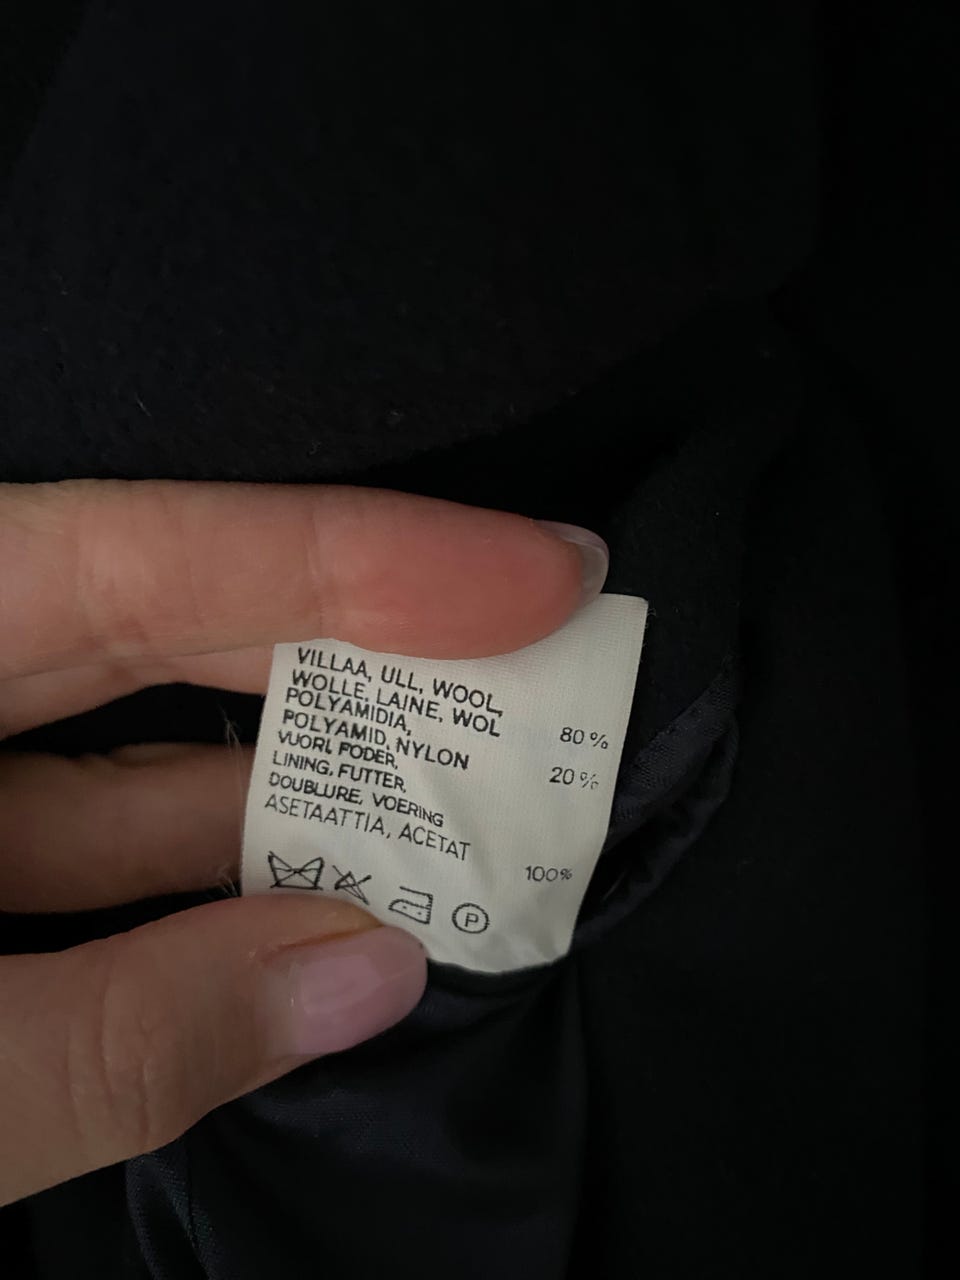 VILLAA, ULL, WOOL,
WOLLE, LAINE, WOL 80%
POLYAMIDIA,
POLYAMID, NYLON 20%
VUORI, FODER,
LINING, FUTTER,
DOUBLURE, VOERING
ASETAATTIA, ACETAT 100%
P